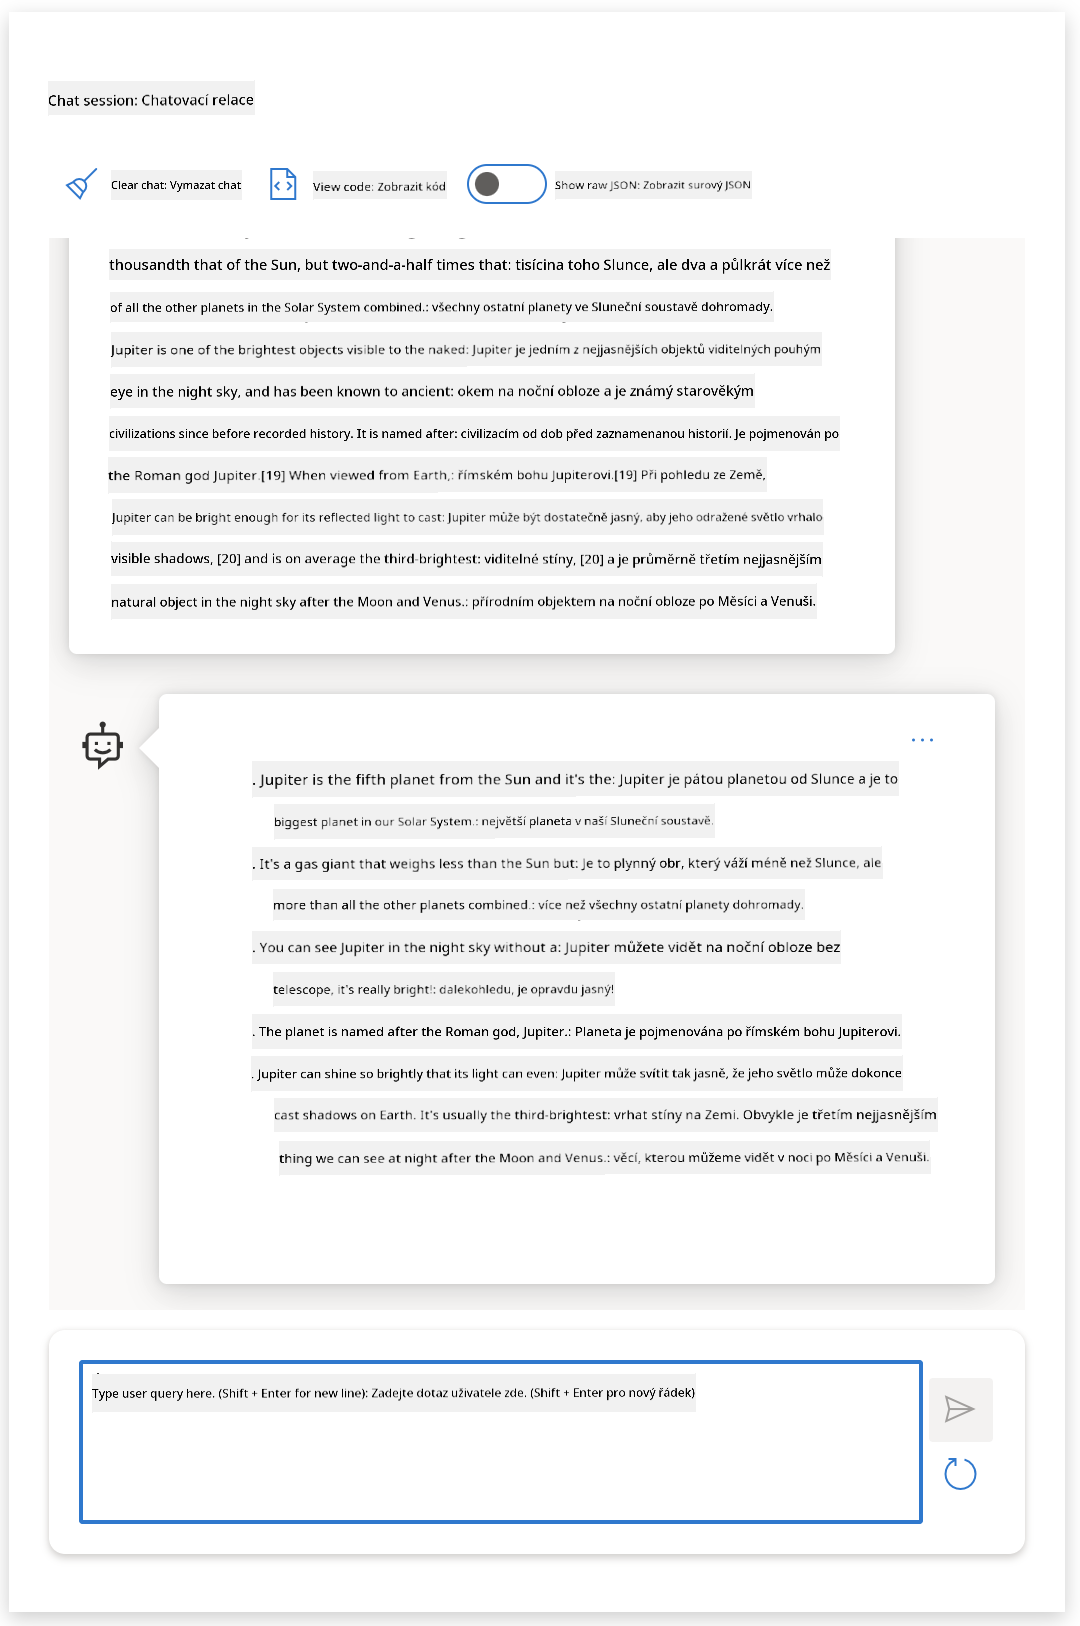 Chat session: Chatovací relace
Clear chat: Vymazat chat
View code: Zobrazit kód
Show raw JSON: Zobrazit surový JSON
thousandth that of the Sun, but two-and-a-half times that: tisícina toho Slunce, ale dva a půlkrát více než
of all the other planets in the Solar System combined.: všechny ostatní planety ve Sluneční soustavě dohromady.
Jupiter is one of the brightest objects visible to the naked: Jupiter je jedním z nejjasnějších objektů viditelných pouhým
eye in the night sky, and has been known to ancient: okem na noční obloze a je známý starověkým
civilizations since before recorded history. It is named after: civilizacím od dob před zaznamenanou historií. Je pojmenován po
the Roman god Jupiter.[19] When viewed from Earth,: římském bohu Jupiterovi.[19] Při pohledu ze Země,
Jupiter can be bright enough for its reflected light to cast: Jupiter může být dostatečně jasný, aby jeho odražené světlo vrhalo
visible shadows, [20] and is on average the third-brightest: viditelné stíny, [20] a je průměrně třetím nejjasnějším
natural object in the night sky after the Moon and Venus.: přírodním objektem na noční obloze po Měsíci a Venuši.
. Jupiter is the fifth planet from the Sun and it's the: Jupiter je pátou planetou od Slunce a je to
biggest planet in our Solar System.: největší planeta v naší Sluneční soustavě.
. It's a gas giant that weighs less than the Sun but: Je to plynný obr, který váží méně než Slunce, ale
more than all the other planets combined.: více než všechny ostatní planety dohromady.
. You can see Jupiter in the night sky without a: Jupiter můžete vidět na noční obloze bez
telescope, it's really bright!: dalekohledu, je opravdu jasný!
. The planet is named after the Roman god, Jupiter.: Planeta je pojmenována po římském bohu Jupiterovi.
. Jupiter can shine so brightly that its light can even: Jupiter může svítit tak jasně, že jeho světlo může dokonce
cast shadows on Earth. It's usually the third-brightest: vrhat stíny na Zemi. Obvykle je třetím nejjasnějším
thing we can see at night after the Moon and Venus.: věcí, kterou můžeme vidět v noci po Měsíci a Venuši.
Type user query here. (Shift + Enter for new line): Zadejte dotaz uživatele zde. (Shift + Enter pro nový řádek)